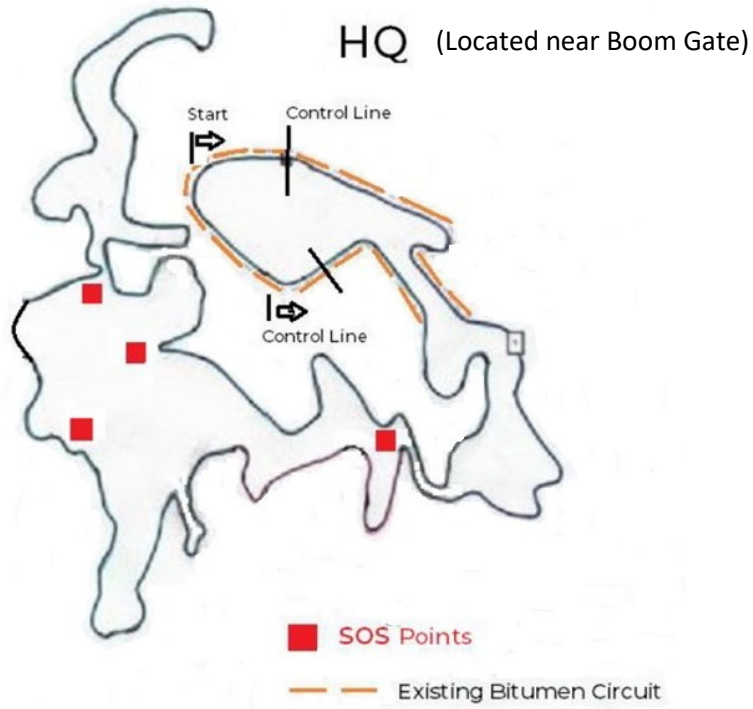 HQ (Located near Boom Gate)
Start
Control Line
Control Line
SOS Points
Existing Bitumen Circuit